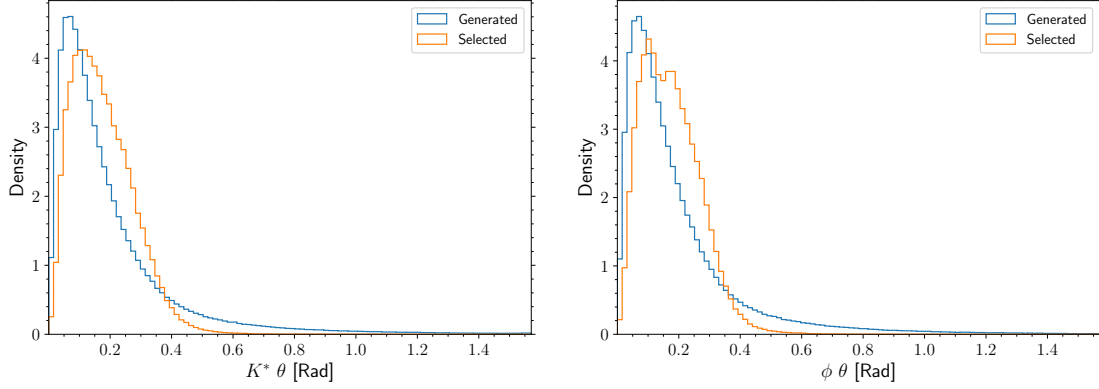 Generated
Selected
Density
4
3
2
1
0
0.2 0.4 0.6 0.8 1.0 1.2 1.4
K* θ [Rad]
Generated
Selected
Density
4
3
2
1
0
0.2 0.4 0.6 0.8 1.0 1.2 1.4
ϕ θ [Rad]